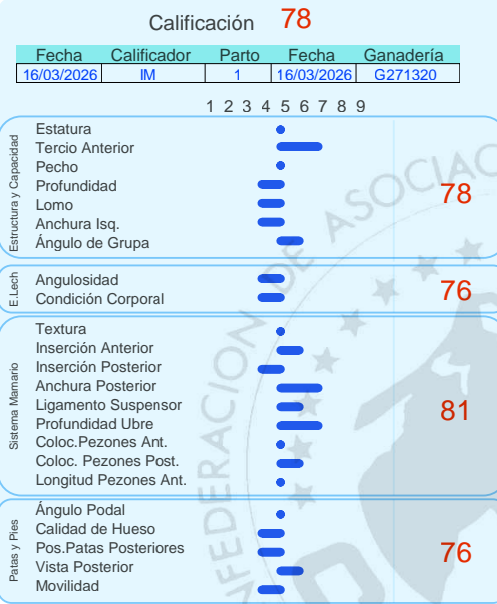 Calificación 78
Fecha Calificador Parto Fecha Ganadería
16/03/2026 IM 1 16/03/2026 G271320
1 2 3 4 5 6 7 8 9
Estructura y Capacidad
Estatura
Tercio Anterior
Pecho
Profundidad
Lomo
Anchura Isq.
Ángulo de Grupa
78
E.Lech
Angulosidad
Condición Corporal
76
Sistema Mamario
Textura
Inserción Anterior
Inserción Posterior
Anchura Posterior
Ligamento Suspensor
Profundidad Ubre
Coloc.Pezones Ant.
Coloc. Pezones Post.
Longitud Pezones Ant.
81
Patas y Pies
Ángulo Podal
Calidad de Hueso
Pos.Patas Posteriores
Vista Posterior
Movilidad
76
NFEDERACION DE ASOCIAC